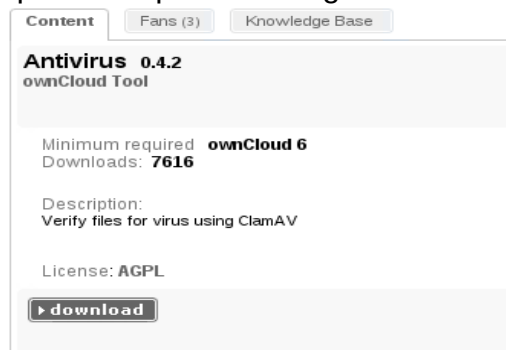 Content Fans (3) Knowledge Base
Antivirus 0.4.2
ownCloud Tool
Minimum required ownCloud 6
Downloads: 7616
Description:
Verify files for virus using ClamAV
License: AGPL
download